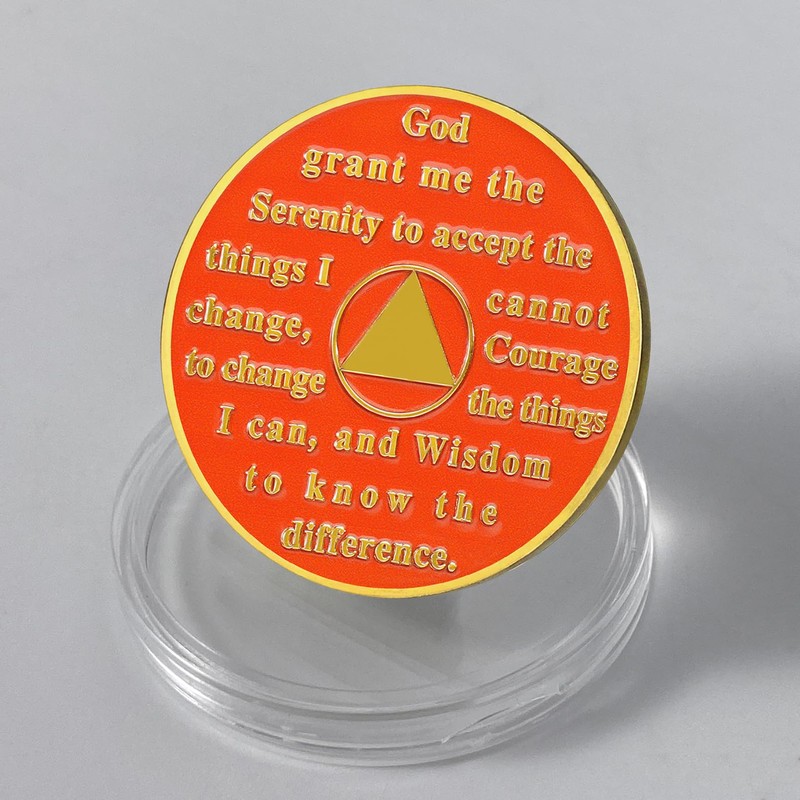 God
grant me the
Serenity to accept the
things I cannot
change, Courage
to change the things
I can, and Wisdom
to know the
difference.